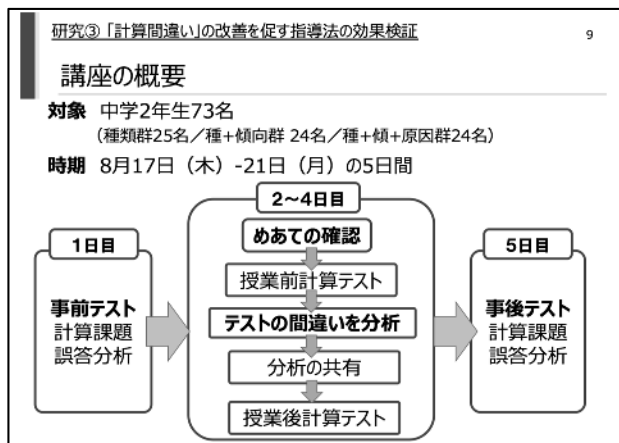 研究③「計算間違い」の改善を促す指導法の効果検証
9
講座の概要
対象 中学2年生73名
（種類群25名／種+傾向群 24名／種+傾+原因群24名）
時期 8月17日（木）-21日（月）の5日間
1日目
事前テスト
計算課題
誤答分析
2～4日目
めあての確認
授業前計算テスト
テストの間違いを分析
分析の共有
授業後計算テスト
5日目
事後テスト
計算課題
誤答分析